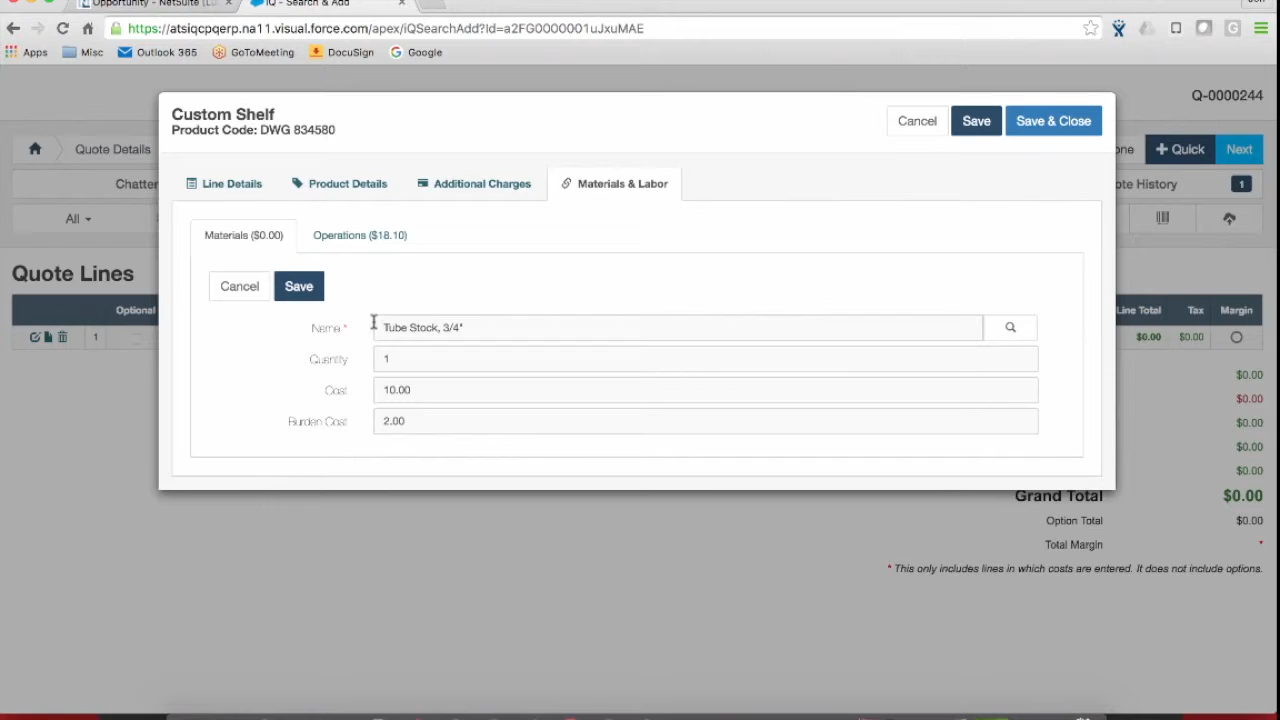 Opportunity - NetSuite (L
iQ - Search & Add
https://atsiqcpqerp.na11.visual.force.com/apex/iQSearchAdd?Id=a2FG0000001uJxuMAE
Apps Misc Outlook 365 GoToMeeting DocuSign Google
Q-0000244
Custom Shelf
Product Code: DWG 834580
Cancel Save Save & Close
Quote Details
one + Quick Next
Chatter
ote History 1
Line Details Product Details Additional Charges Materials & Labor
All
Materials ($0.00) Operations ($18.10)
Quote Lines
Cancel Save
Optional
Line Total Tax Margin
Name * Tube Stock, 3/4"
1 $0.00 $0.00
Quantity 1
Cost 10.00
Burden Cost 2.00
$0.00
$0.00
$0.00
$0.00
$0.00
Grand Total $0.00
Option Total $0.00
Total Margin *
* This only includes lines in which costs are entered. It does not include options.